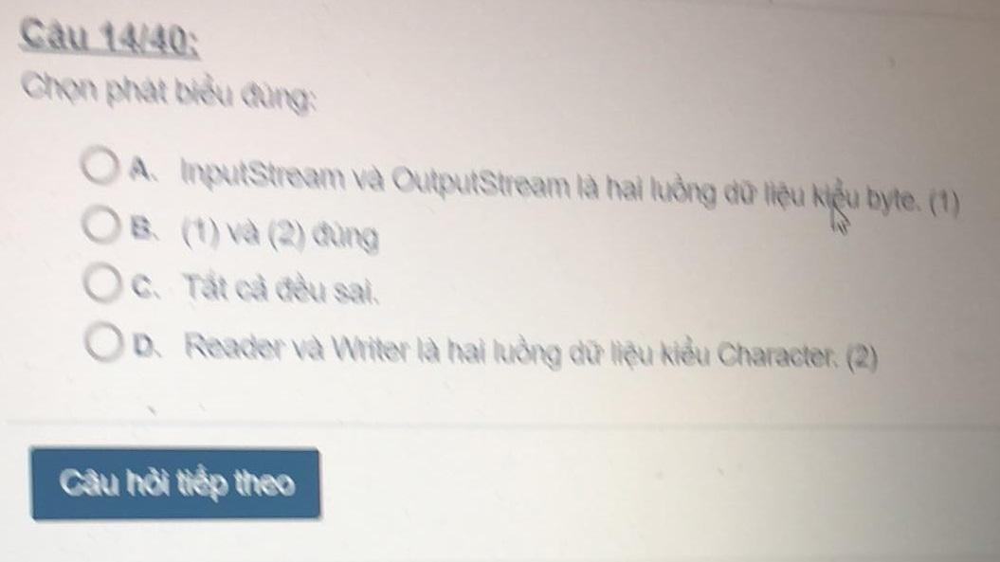 Câu 14/40:
Chọn phát biểu đúng:
A. InputStream và OutputStream là hai luồng dữ liệu kiểu byte. (1)
B. (1) và (2) đúng
C. Tất cả đều sai.
D. Reader và Writer là hai luồng dữ liệu kiểu Character. (2)
Câu hỏi tiếp theo